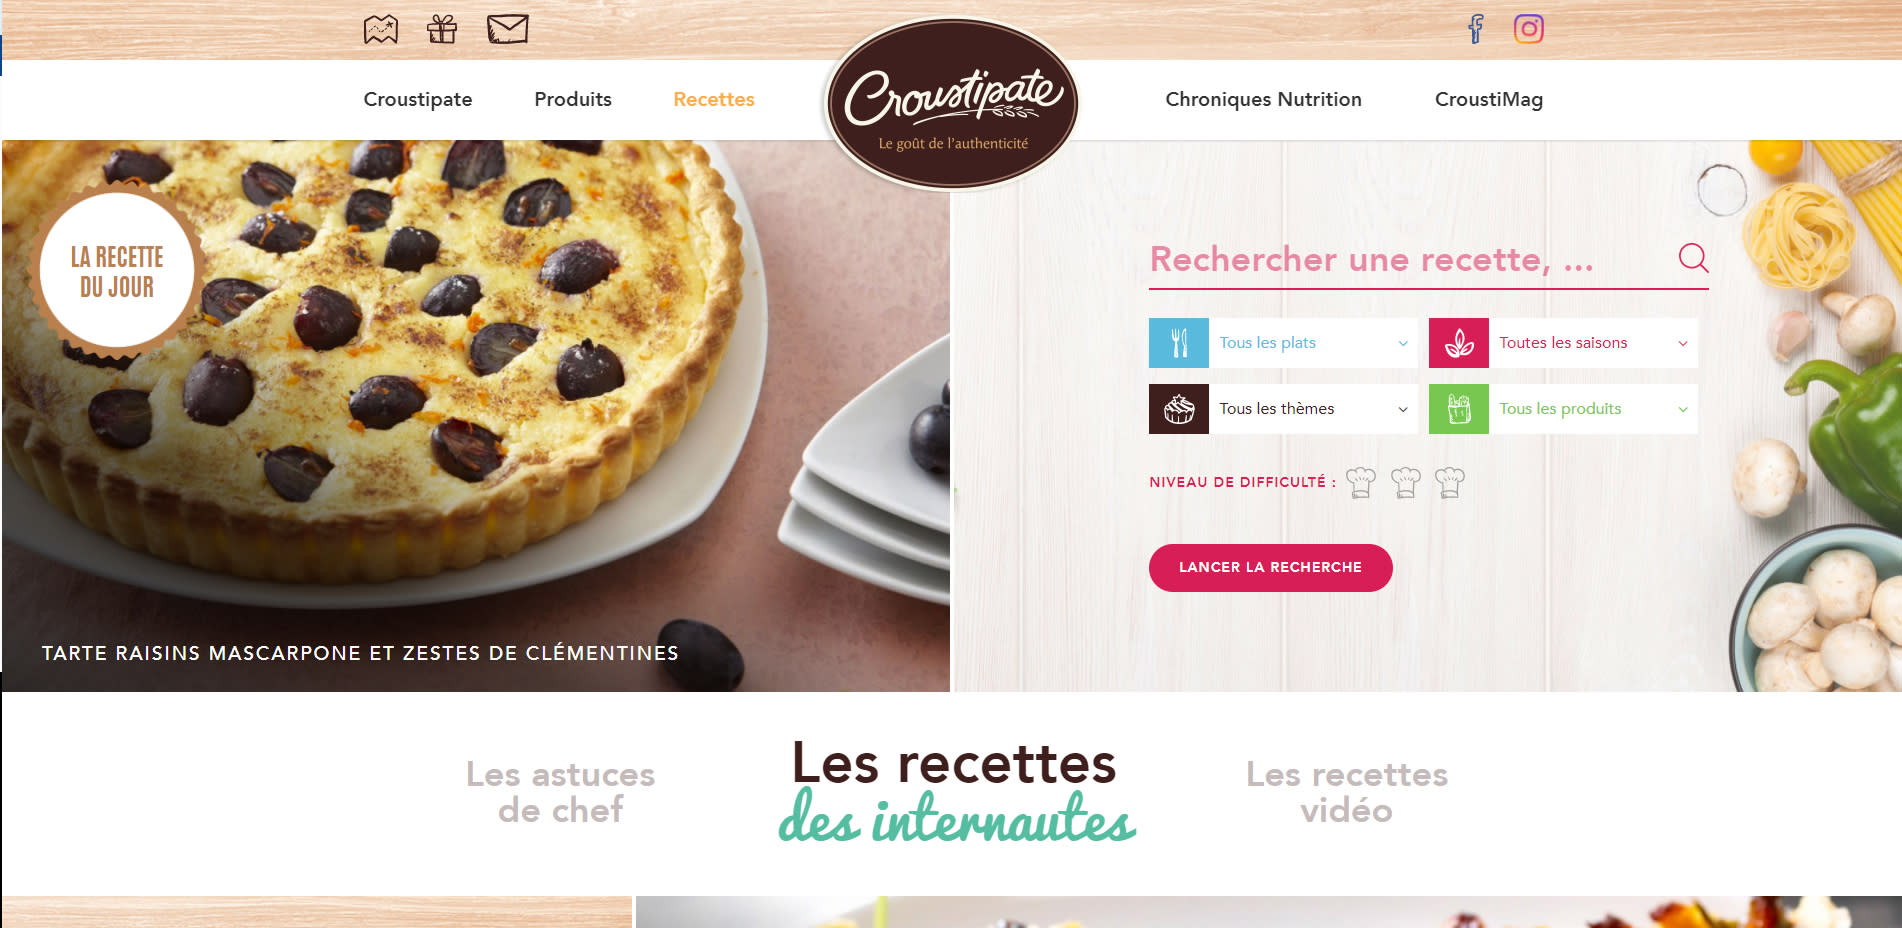 Croustipate
Produits
Recettes
Croustipate
Le goût de l'authenticité
Chroniques Nutrition
CroustiMag
LA RECETTE
DU JOUR
TARTE RAISINS MASCARPONE ET ZESTES DE CLÉMENTINES
Rechercher une recette, ...
Tous les plats
Toutes les saisons
Tous les thèmes
Tous les produits
NIVEAU DE DIFFICULTÉ :
LANCER LA RECHERCHE
Les astuces
de chef
Les recettes
des internautes
Les recettes
vidéo